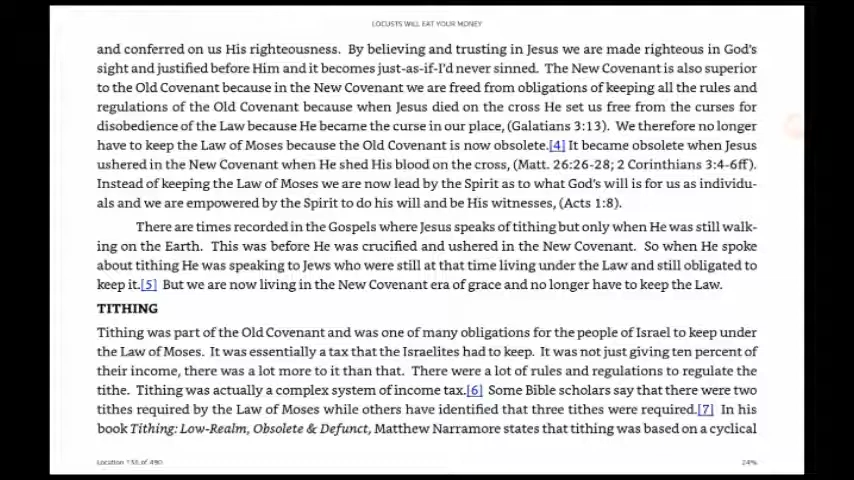 LOCUSTS WILL EAT YOUR MONEY
and conferred on us His righteousness. By believing and trusting in Jesus we are made righteous in God's
sight and justified before Him and it becomes just-as-if-I'd never sinned. The New Covenant is also superior
to the Old Covenant because in the New Covenant we are freed from obligations of keeping all the rules and
regulations of the Old Covenant because when Jesus died on the cross He set us free from the curses for
disobedience of the Law because He became the curse in our place, (Galatians 3:13). We therefore no longer
have to keep the Law of Moses because the Old Covenant is now obsolete.[4] It became obsolete when Jesus
ushered in the New Covenant when He shed His blood on the cross, (Matt. 26:26-28; 2 Corinthians 3:4-6ff).
Instead of keeping the Law of Moses we are now lead by the Spirit as to what God's will is for us as individu-
als and we are empowered by the Spirit to do his will and be His witnesses, (Acts 1:8).
There are times recorded in the Gospels where Jesus speaks of tithing but only when He was still walk-
ing on the Earth. This was before He was crucified and ushered in the New Covenant. So when He spoke
about tithing He was speaking to Jews who were still at that time living under the Law and still obligated to
keep it.[5] But we are now living in the New Covenant era of grace and no longer have to keep the Law.
TITHING
Tithing was part of the Old Covenant and was one of many obligations for the people of Israel to keep under
the Law of Moses. It was essentially a tax that the Israelites had to keep. It was not just giving ten percent of
their income, there was a lot more to it than that. There were a lot of rules and regulations to regulate the
tithe. Tithing was actually a complex system of income tax.[6] Some Bible scholars say that there were two
tithes required by the Law of Moses while others have identified that three tithes were required.[7] In his
book Tithing: Low-Realm, Obsolete & Defunct, Matthew Narramore states that tithing was based on a cyclical
Location 138 of 490
24%